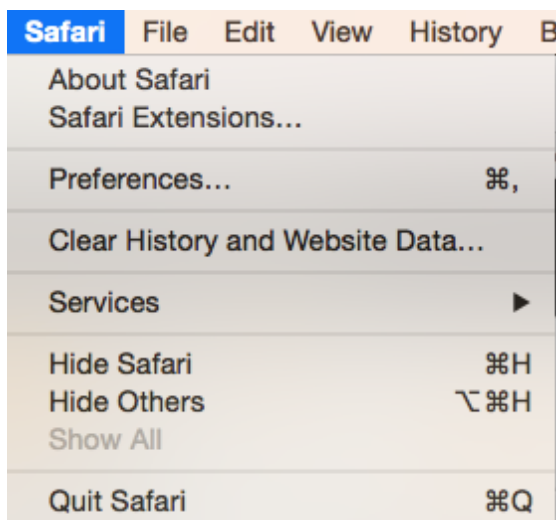 Safari File Edit View History B
About Safari
Safari Extensions...
Preferences... ⌘,
Clear History and Website Data...
Services ▶
Hide Safari ⌘H
Hide Others ⌥⌘H
Show All
Quit Safari ⌘Q